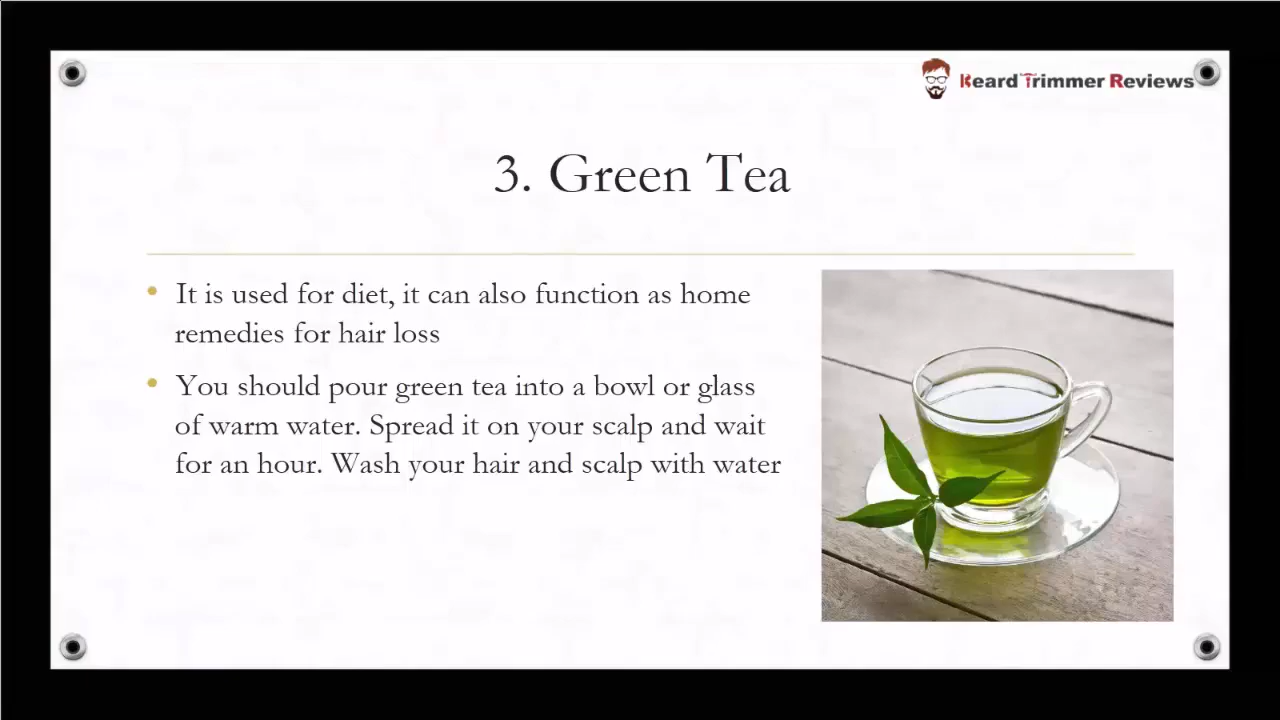 Keard Trimmer Reviews
3. Green Tea
• It is used for diet, it can also function as home
remedies for hair loss
• You should pour green tea into a bowl or glass
of warm water. Spread it on your scalp and wait
for an hour. Wash your hair and scalp with water